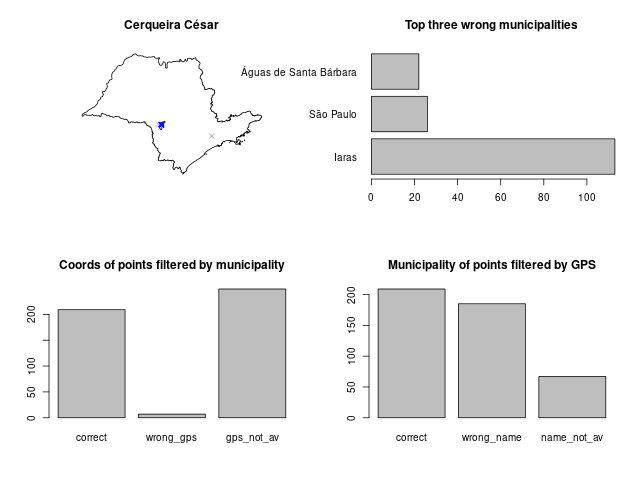 Cerqueira César
Top three wrong municipalities
Águas de Santa Bárbara
São Paulo
Iaras
0 20 40 60 80 100
Coords of points filtered by municipality
200
100
50
0
correct wrong_gps gps_not_av
Municipality of points filtered by GPS
200
150
100
50
0
correct wrong_name name_not_av